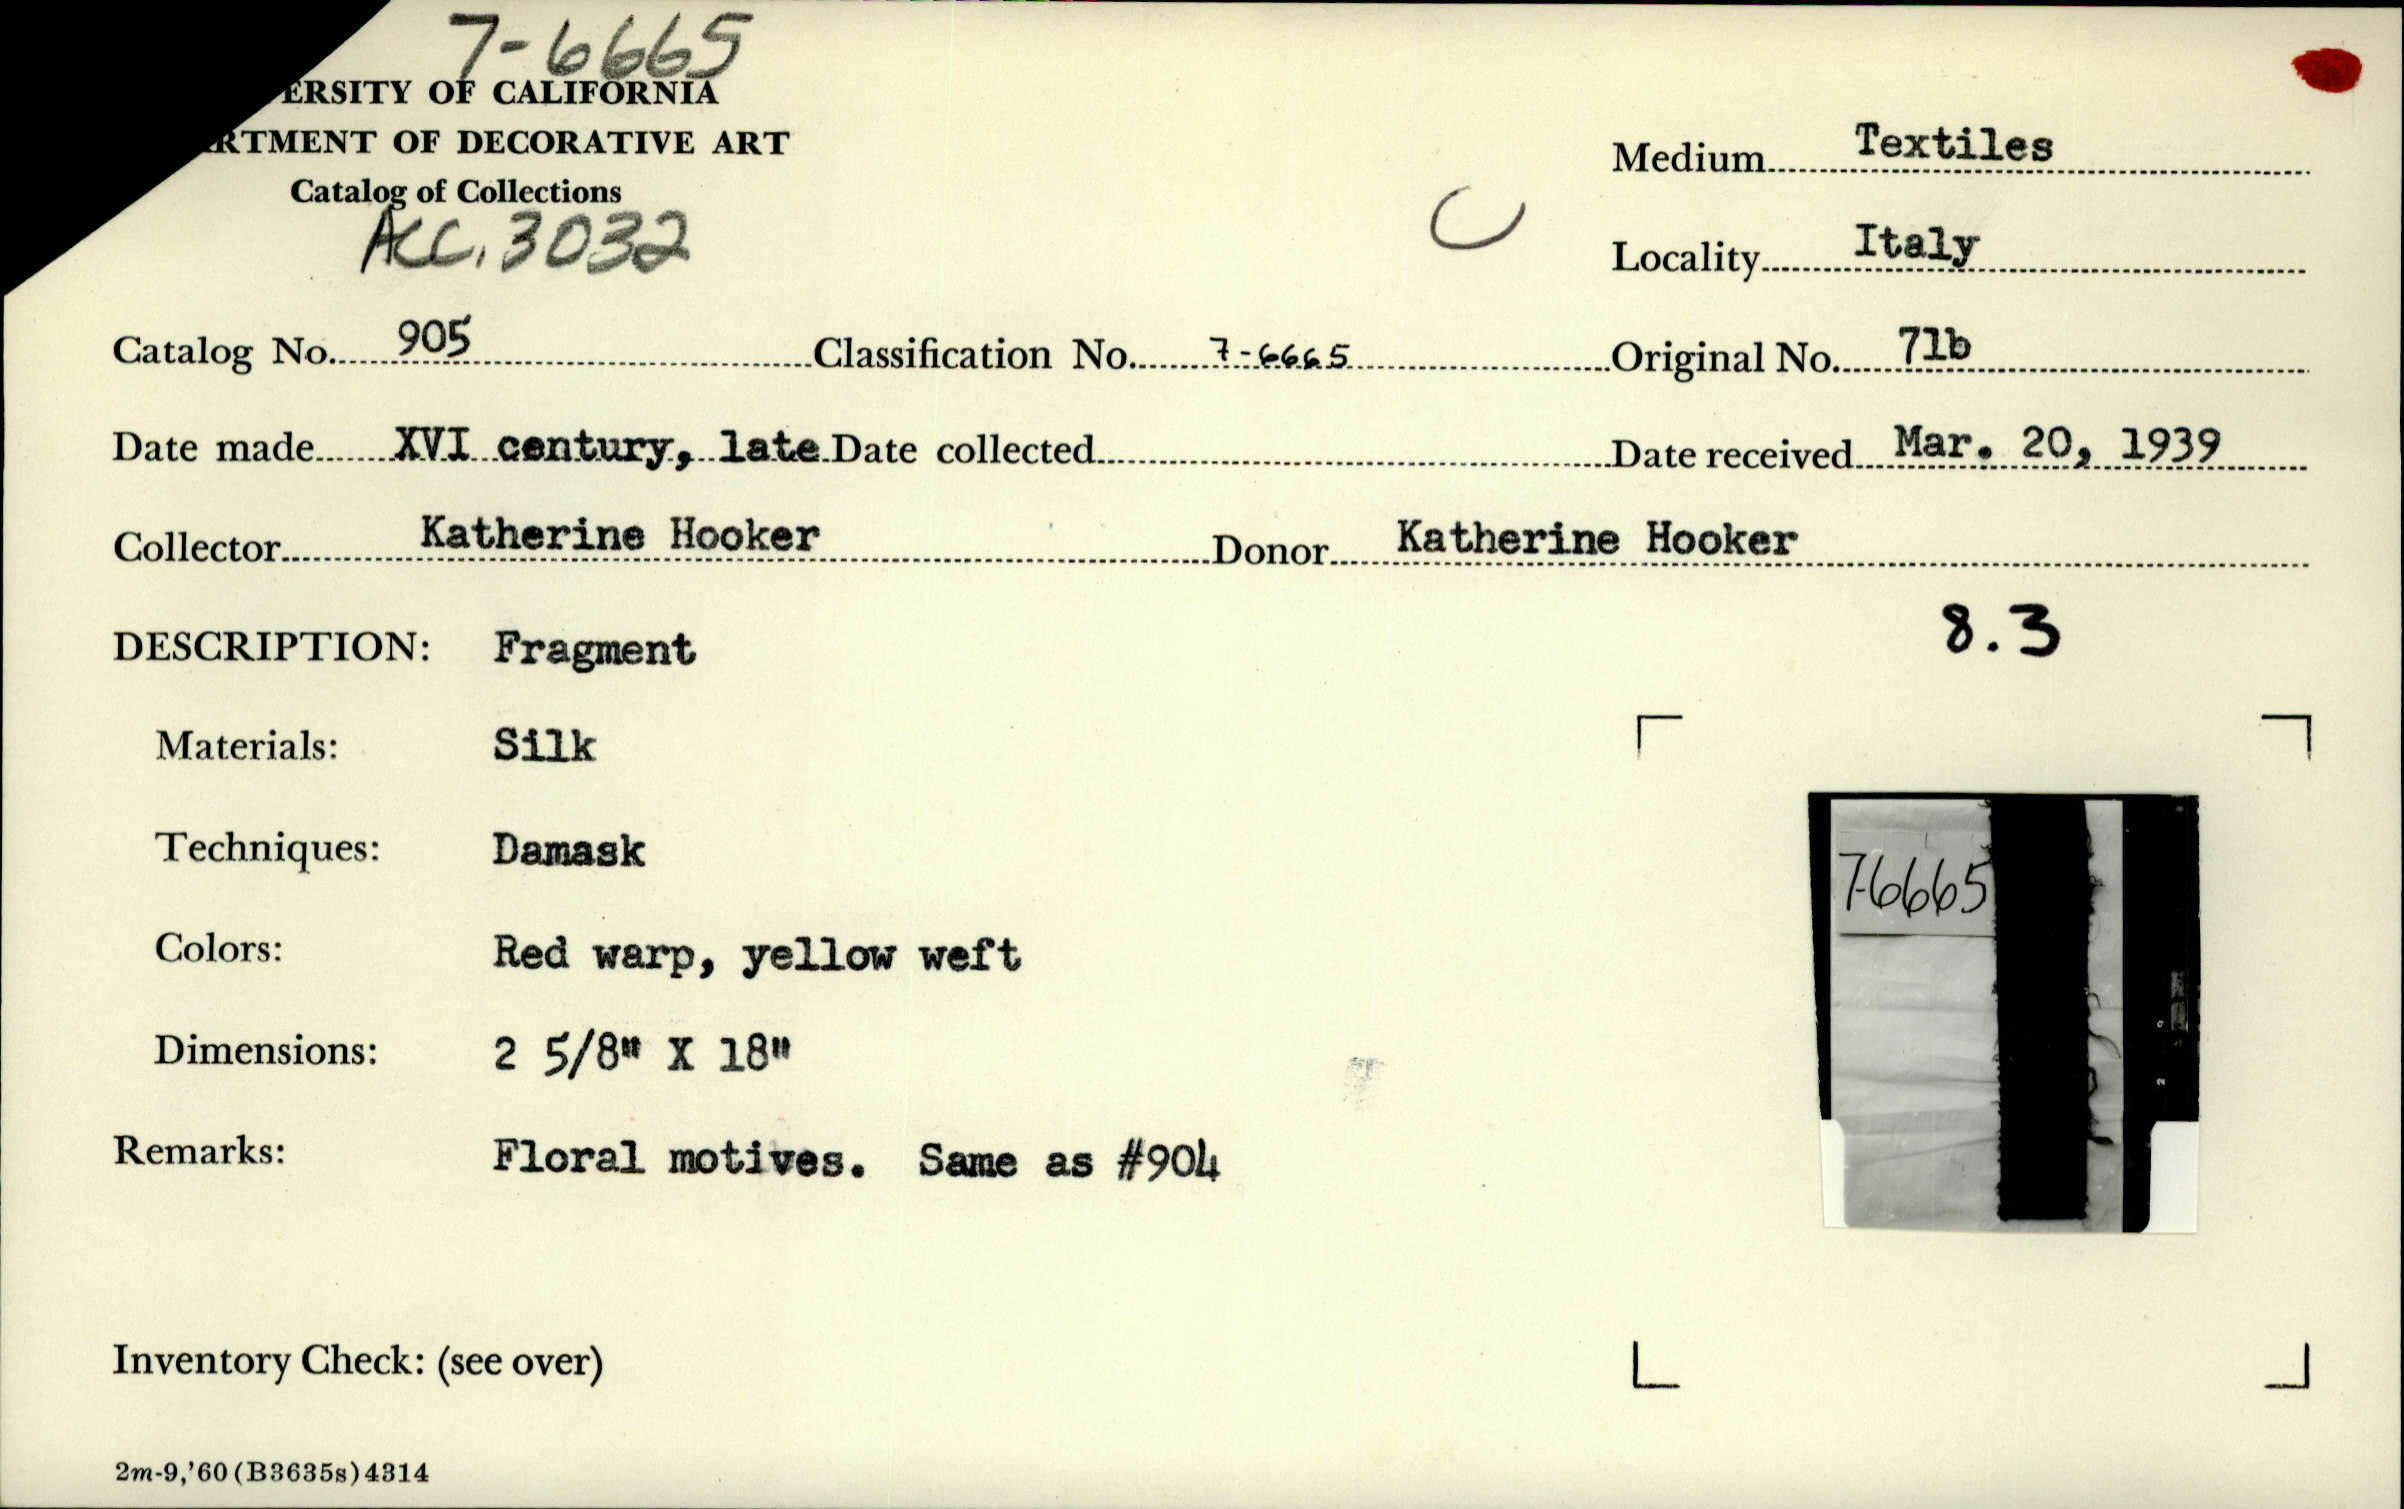 7-6665
ERSITY OF CALIFORNIA
RTMENT OF DECORATIVE ART
Catalog of Collections
ACC. 3032
C
Medium Textiles
Locality Italy
Catalog No. 905 Classification No. 7-6665 Original No. 71b
Date made XVI century, late Date collected Date received Mar. 20, 1939
Collector Katherine Hooker Donor Katherine Hooker
8.3
DESCRIPTION: Fragment
Materials: Silk
Techniques: Damask
Colors: Red warp, yellow weft
Dimensions: 2 5/8" X 18"
Remarks: Floral motives. Same as #904
7-6665
Inventory Check: (see over)
2m-9,'60(B3635s)4314